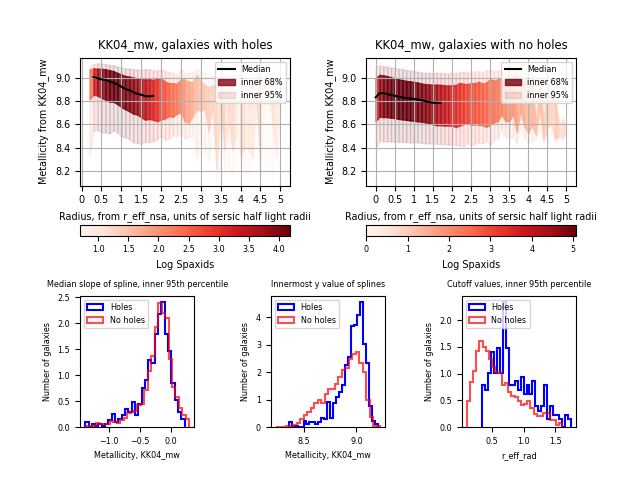 KK04_mw, galaxies with holes
KK04_mw, galaxies with no holes
Metallicity from KK04_mw
9.0
8.8
8.6
8.4
8.2
Median
inner 68%
inner 95%
0 0.5 1 1.5 2 2.5 3 3.5 4 4.5 5
Radius, from r_eff_nsa, units of sersic half light radii
1.0 1.5 2.0 2.5 3.0 3.5 4.0
Log Spaxids
Metallicity from KK04_mw
9.0
8.8
8.6
8.4
8.2
Median
inner 68%
inner 95%
0 0.5 1 1.5 2 2.5 3 3.5 4 4.5 5
Radius, from r_eff_nsa, units of sersic half light radii
0 1 2 3 4 5
Log Spaxids
Median slope of spline, inner 95th percentile
Number of galaxies
2.5
2.0
1.5
1.0
0.5
0.0
Holes
No holes
−1.0 −0.5 0.0
Metallicity, KK04_mw
Innermost y value of splines
Number of galaxies
4
3
2
1
0
Holes
No holes
8.5 9.0
Metallicity, KK04_mw
Cutoff values, inner 95th percentile
Number of galaxies
2.0
1.5
1.0
0.5
0.0
Holes
No holes
0.5 1.0 1.5
r_eff_rad